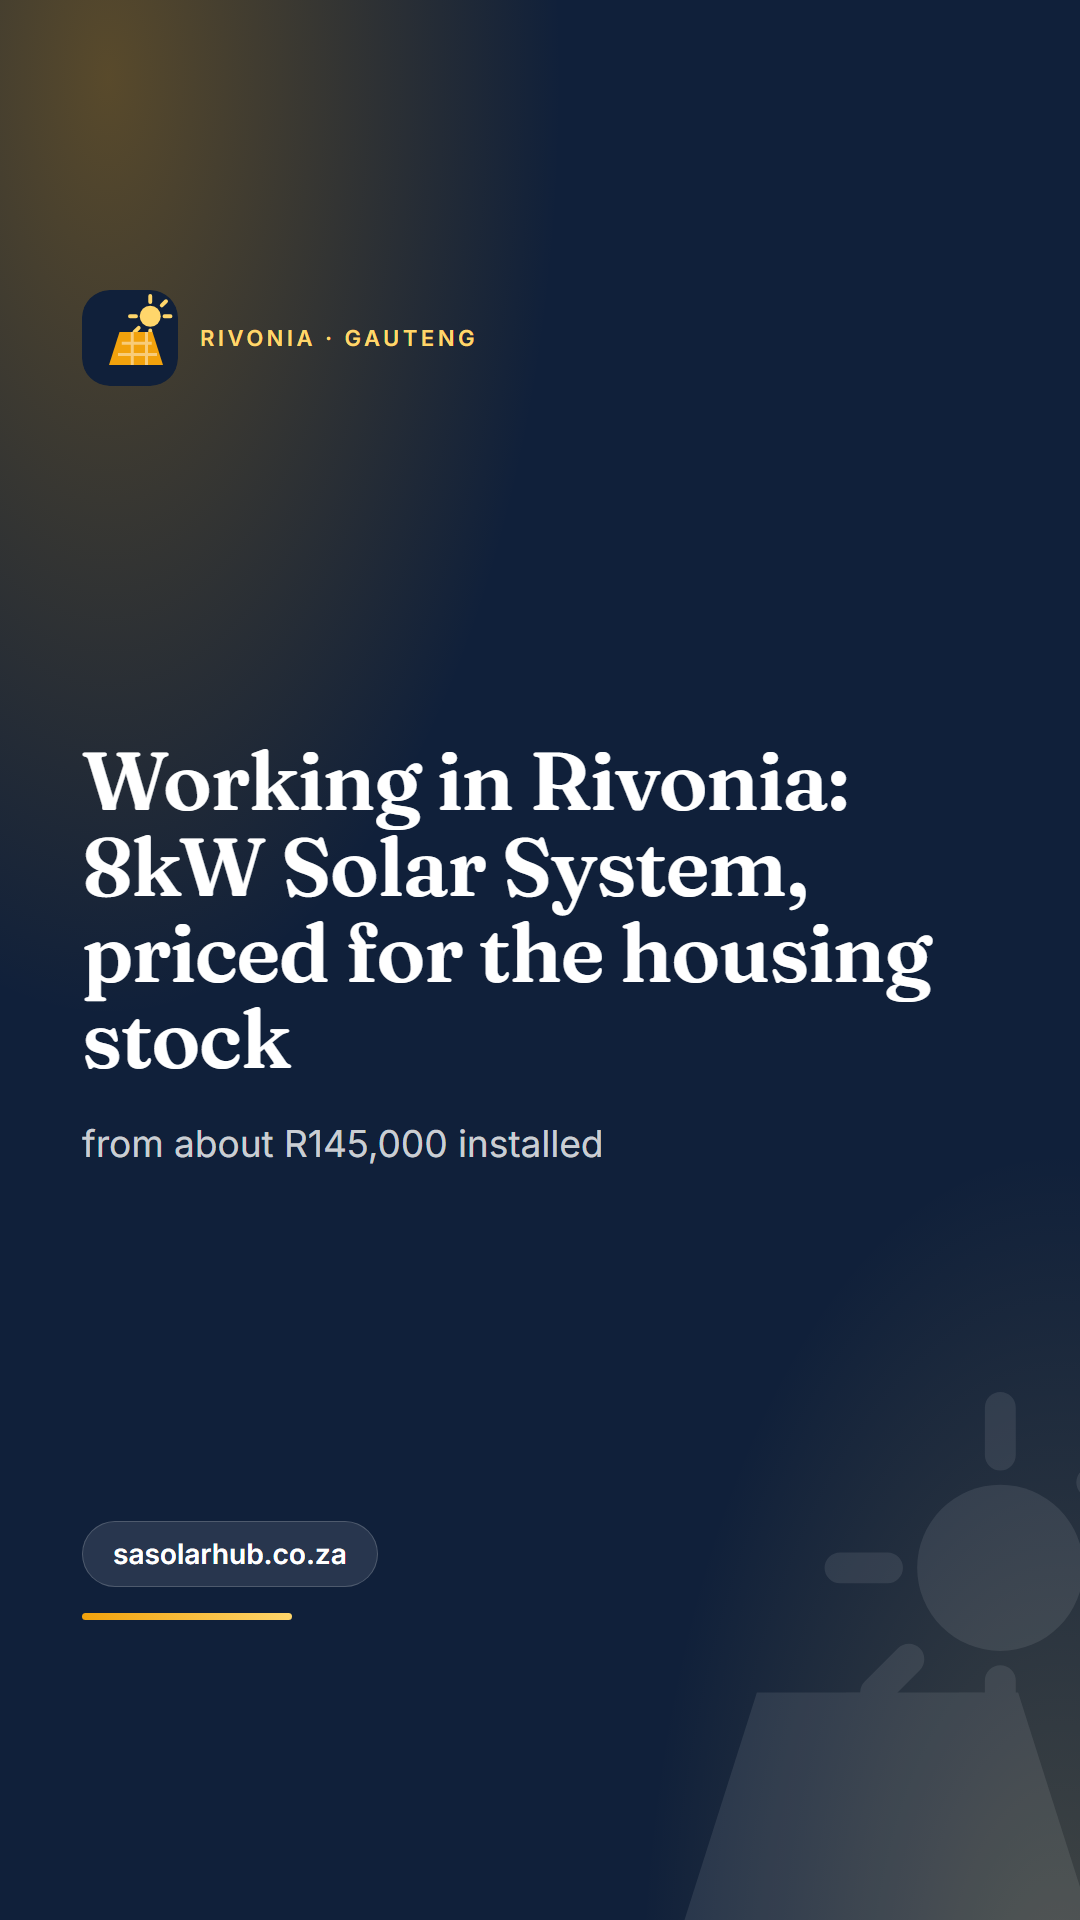 RIVONIA · GAUTENG
Working in Rivonia:
8kW Solar System,
priced for the housing
stock
from about R145,000 installed
sasolarhub.co.za